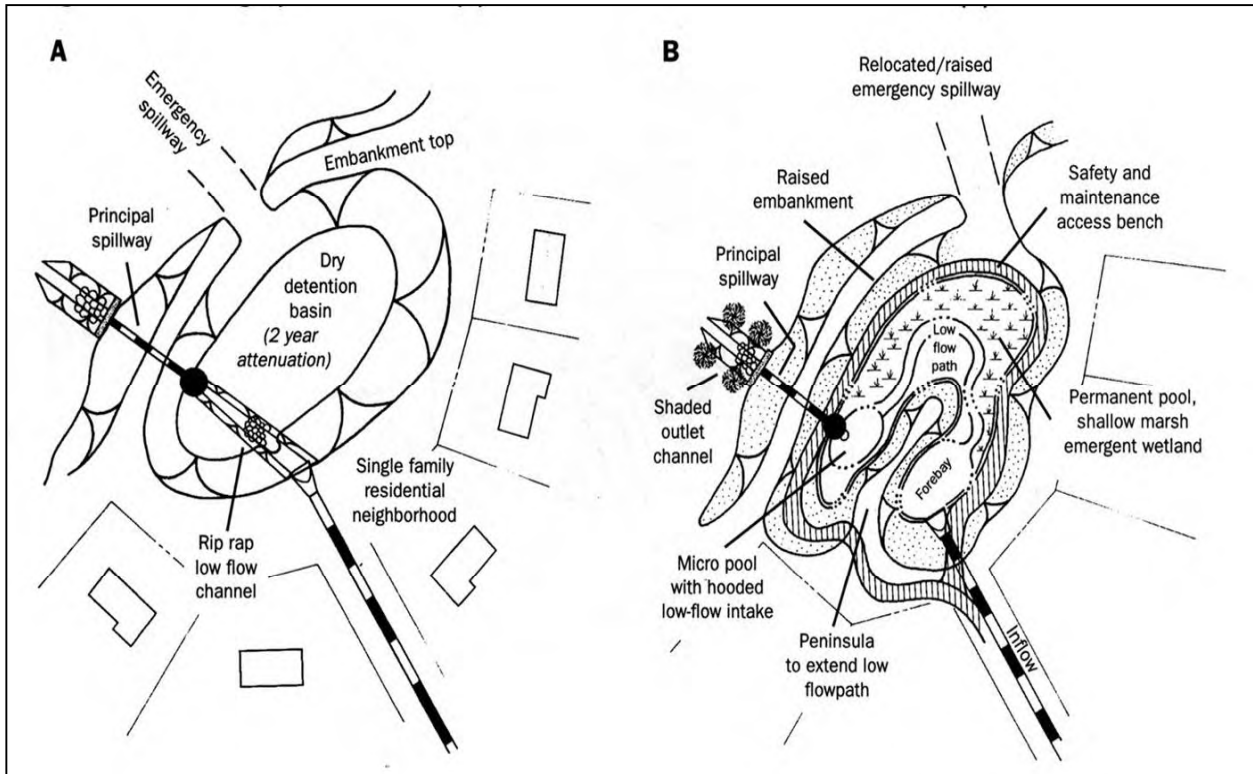 A
Emergency
spillway
Embankment top
Principal
spillway
Dry
detention
basin
(2 year
attenuation)
Single family
residential
neighborhood
Rip rap
low flow
channel
B
Relocated/raised
emergency spillway
Raised
embankment
Safety and
maintenance
access bench
Principal
spillway
Low
flow
path
Shaded
outlet
channel
Permanent pool,
shallow marsh
emergent wetland
Forebay
Micro pool
with hooded
low-flow intake
Peninsula
to extend low
flowpath
Inflow